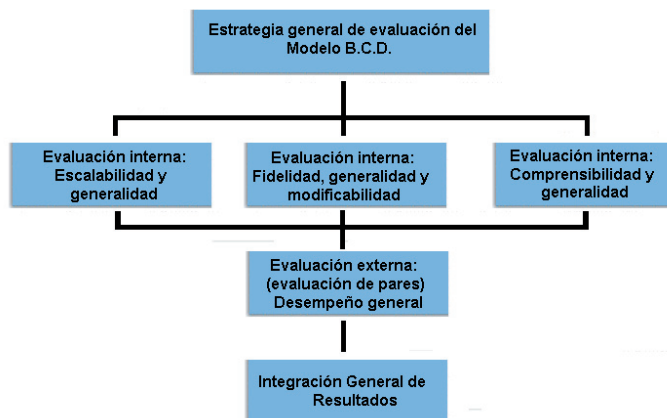 Estrategia general de evaluación del
Modelo B.C.D.
Evaluación interna:
Escalabilidad y
generalidad
Evaluación interna:
Fidelidad, generalidad y
modificabilidad
Evaluación interna:
Comprensibilidad y
generalidad
Evaluación externa:
(evaluación de pares)
Desempeño general
Integración General de
Resultados